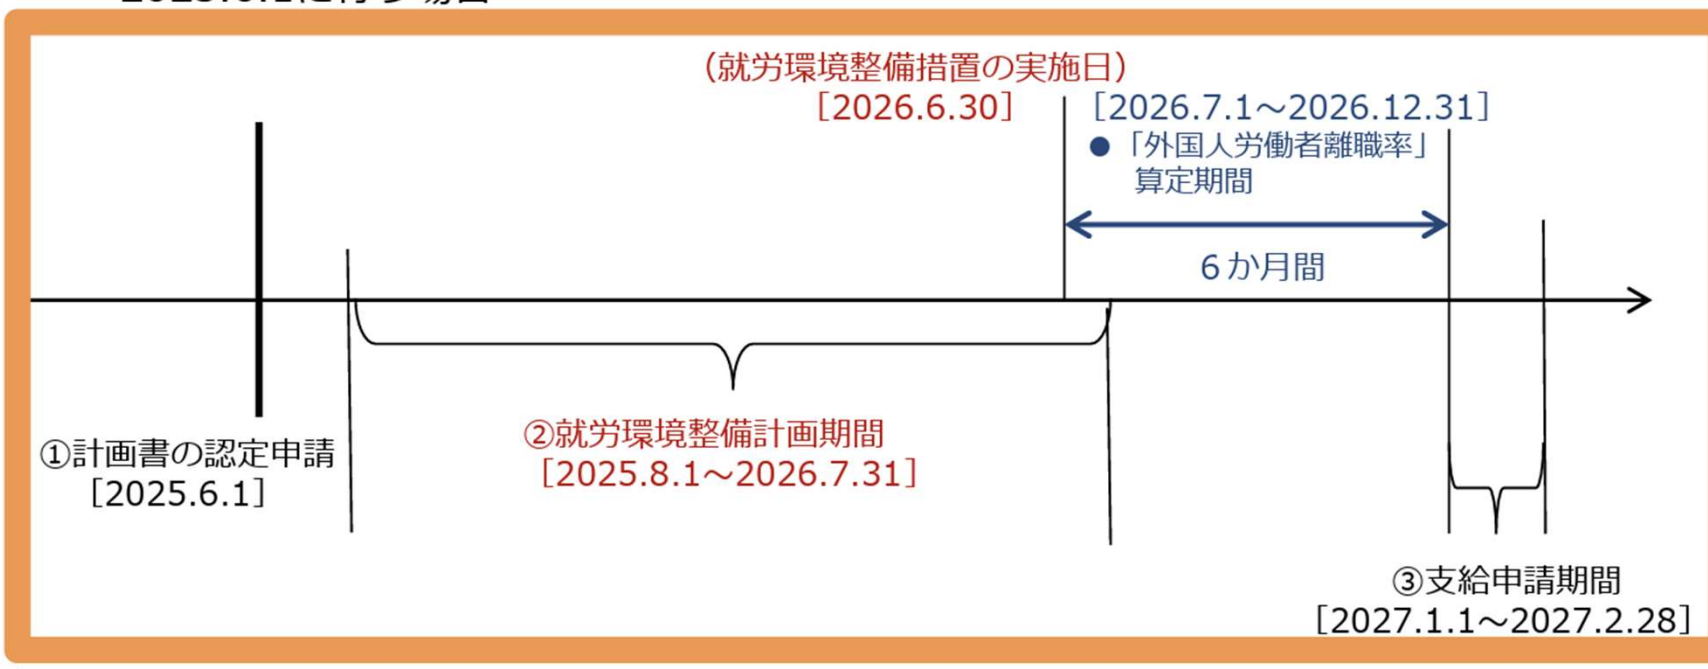 （就労環境整備措置の実施日）
［2026.6.30］
［2026.7.1～2026.12.31］
●「外国人労働者離職率」
算定期間
６か月間
②就労環境整備計画期間
［2025.8.1～2026.7.31］
①計画書の認定申請
［2025.6.1］
③支給申請期間
［2027.1.1～2027.2.28］